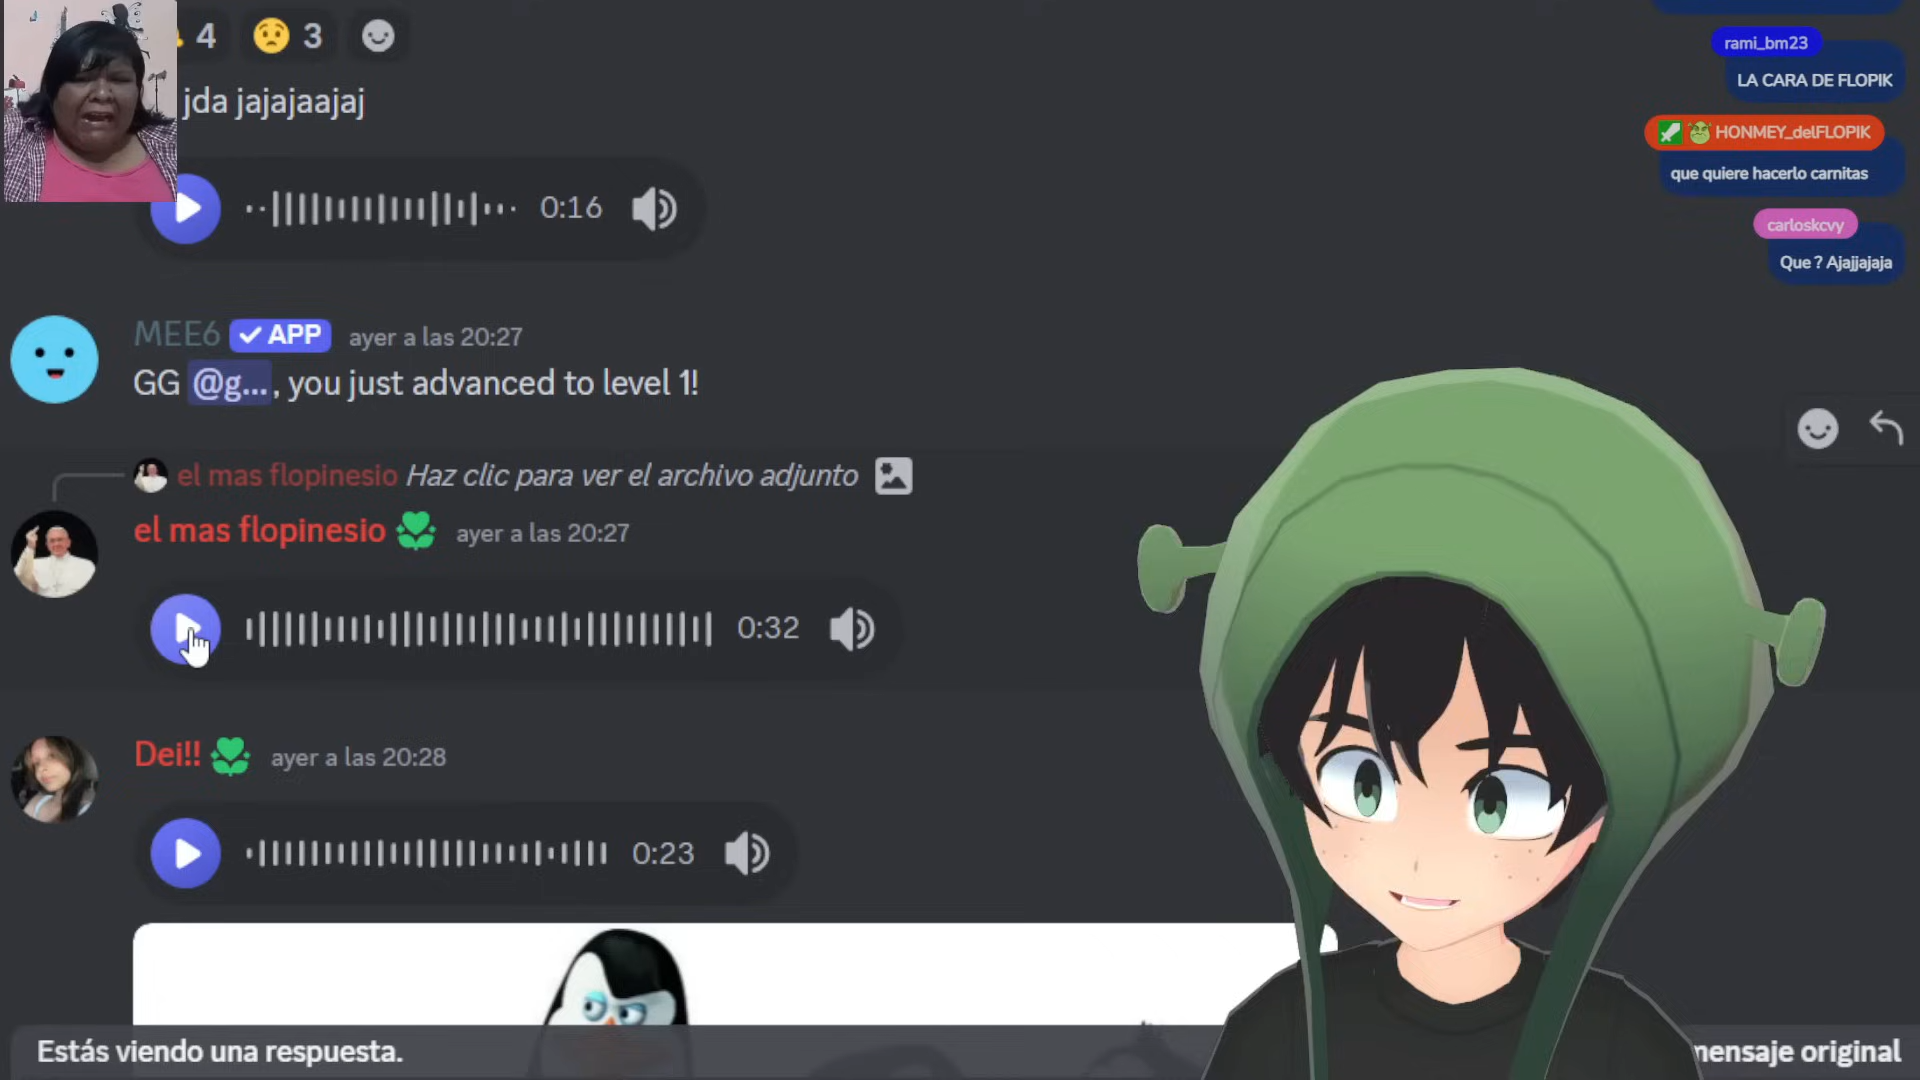 4 3
jda jajajaajaj
0:16
MEE6 APP ayer a las 20:27
GG @g..., you just advanced to level 1!
el mas flopinesio Haz clic para ver el archivo adjunto
el mas flopinesio ayer a las 20:27
0:32
Dei!! ayer a las 20:28
0:23
Estás viendo una respuesta.
mensaje original
rami_bm23
LA CARA DE FLOPIK
HONMEY_delFLOPIK
que quiere hacerlo carnitas
carloskcvy
Que ? Ajajjajaja